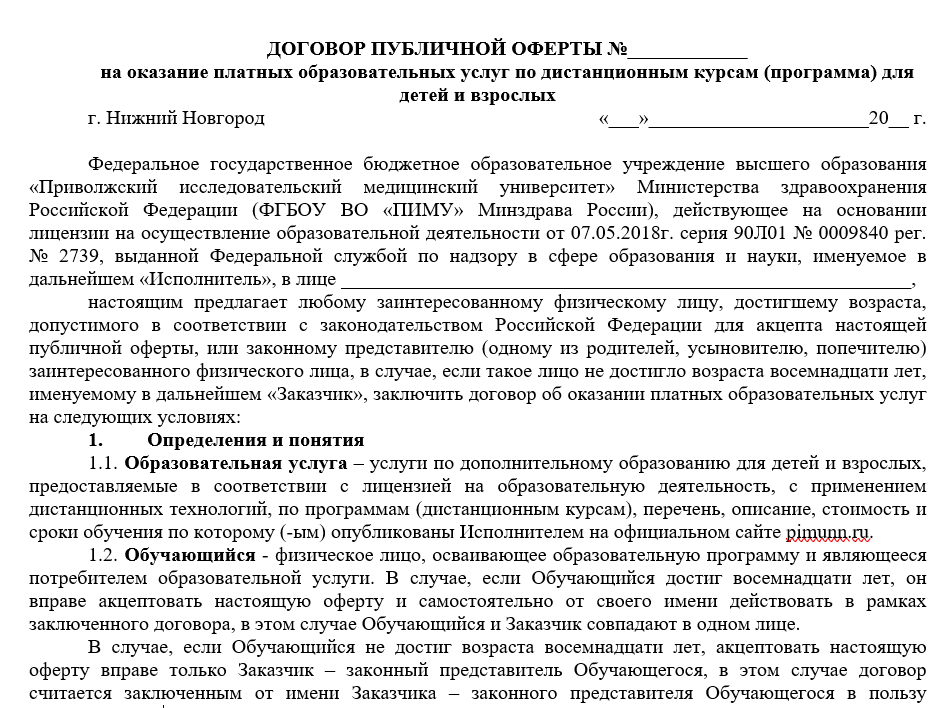 ДОГОВОР ПУБЛИЧНОЙ ОФЕРТЫ №____________
на оказание платных образовательных услуг по дистанционным курсам (программа) для
детей и взрослых
г. Нижний Новгород «___»______________________20__ г.
Федеральное государственное бюджетное образовательное учреждение высшего образования
«Приволжский исследовательский медицинский университет» Министерства здравоохранения
Российской Федерации (ФГБОУ ВО «ПИМУ» Минздрава России), действующее на основании
лицензии на осуществление образовательной деятельности от 07.05.2018г. серия 90Л01 № 0009840 рег.
№ 2739, выданной Федеральной службой по надзору в сфере образования и науки, именуемое в
дальнейшем «Исполнитель», в лице _________________________________________________________,
настоящим предлагает любому заинтересованному физическому лицу, достигшему возраста,
допустимого в соответствии с законодательством Российской Федерации для акцепта настоящей
публичной оферты, или законному представителю (одному из родителей, усыновителю, попечителю)
заинтересованного физического лица, в случае, если такое лицо не достигло возраста восемнадцати лет,
именуемому в дальнейшем «Заказчик», заключить договор об оказании платных образовательных услуг
на следующих условиях:
1. Определения и понятия
1.1. Образовательная услуга – услуги по дополнительному образованию для детей и взрослых,
предоставляемые в соответствии с лицензией на образовательную деятельность, с применением
дистанционных технологий, по программам (дистанционным курсам), перечень, описание, стоимость и
сроки обучения по которому (-ым) опубликованы Исполнителем на официальном сайте pimunn.ru.
1.2. Обучающийся - физическое лицо, осваивающее образовательную программу и являющееся
потребителем образовательной услуги. В случае, если Обучающийся достиг восемнадцати лет, он
вправе акцептовать настоящую оферту и самостоятельно от своего имени действовать в рамках
заключенного договора, в этом случае Обучающийся и Заказчик совпадают в одном лице.
В случае, если Обучающийся не достиг возраста восемнадцати лет, акцептовать настоящую
оферту вправе только Заказчик – законный представитель Обучающегося, в этом случае договор
считается заключенным от имени Заказчика – законного представителя Обучающегося в пользу